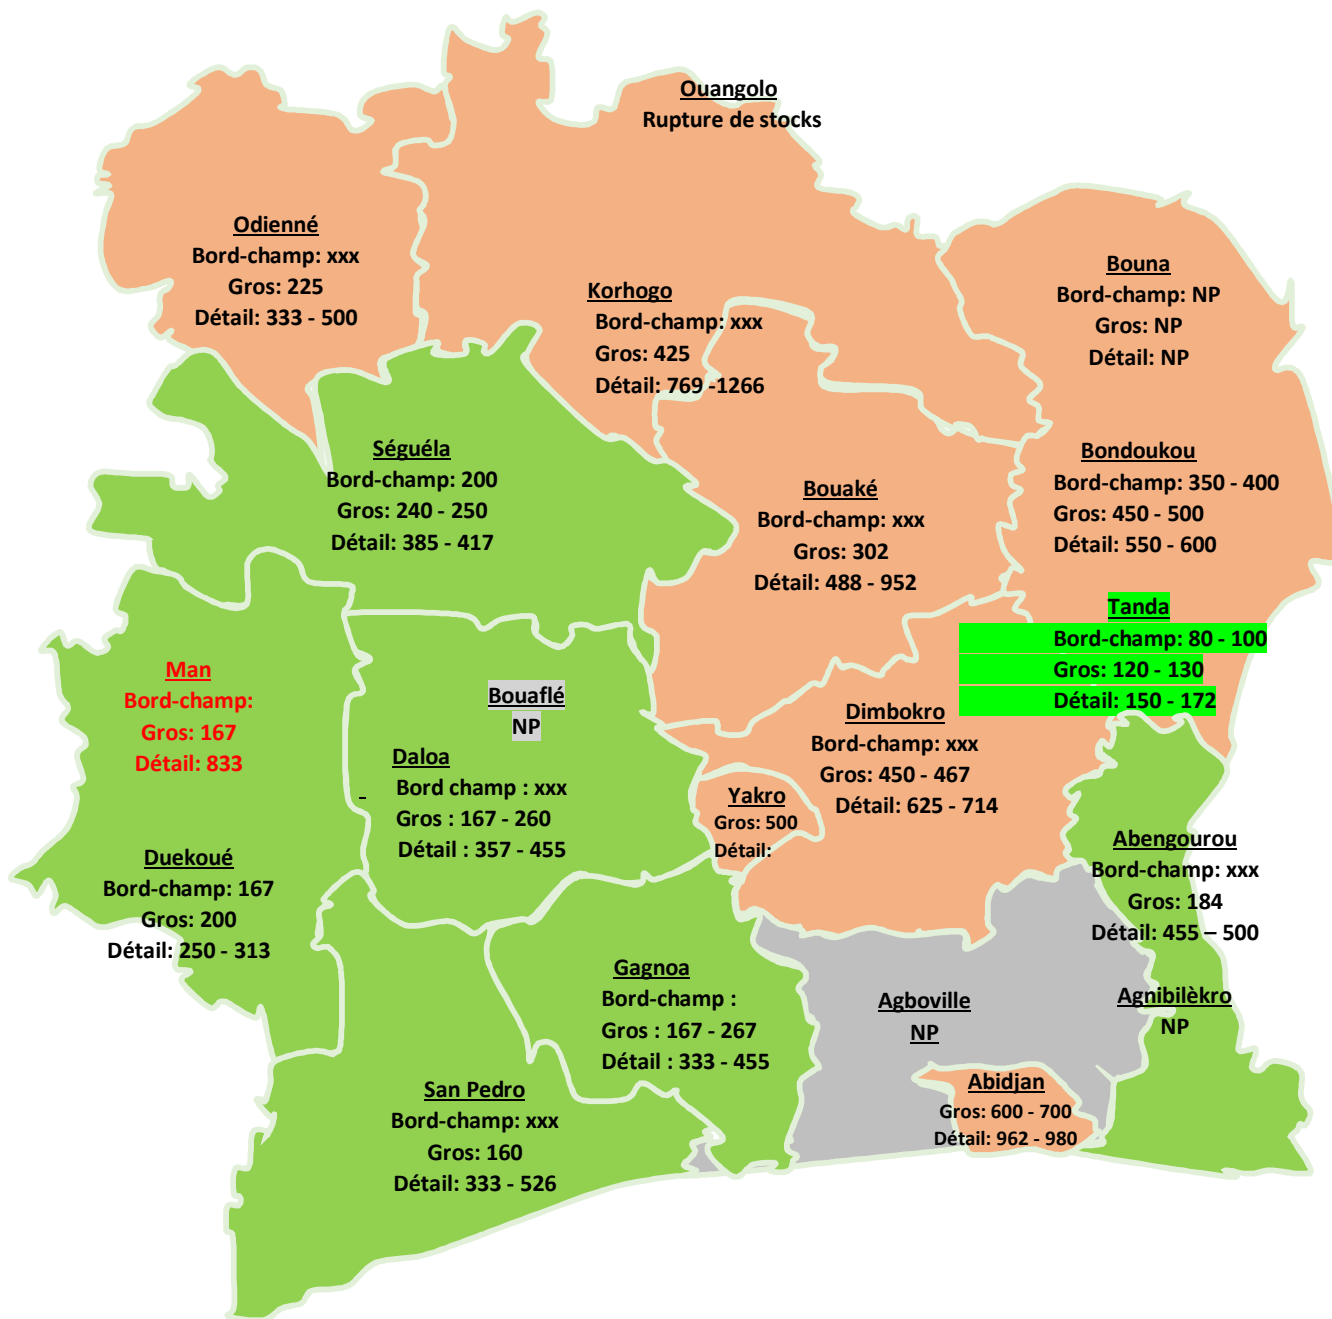 Ouangolo
Rupture de stocks
Odienné
Bord-champ: xxx
Gros: 225
Détail: 333 - 500
Korhogo
Bord-champ: xxx
Gros: 425
Détail: 769 -1266
Bouna
Bord-champ: NP
Gros: NP
Détail: NP
Séguéla
Bord-champ: 200
Gros: 240 - 250
Détail: 385 - 417
Bouaké
Bord-champ: xxx
Gros: 302
Détail: 488 - 952
Bondoukou
Bord-champ: 350 - 400
Gros: 450 - 500
Détail: 550 - 600
Tanda
Bord-champ: 80 - 100
Gros: 120 - 130
Détail: 150 - 172
Man
Bord-champ:
Gros: 167
Détail: 833
Bouaflé
NP
Daloa
Bord champ : xxx
Gros : 167 - 260
Détail : 357 - 455
Dimbokro
Bord-champ: xxx
Gros: 450 - 467
Détail: 625 - 714
Yakro
Gros: 500
Détail:
Duekoué
Bord-champ: 167
Gros: 200
Détail: 250 - 313
Abengourou
Bord-champ: xxx
Gros: 184
Détail: 455 – 500
Gagnoa
Bord-champ :
Gros : 167 - 267
Détail : 333 - 455
Agboville
NP
Agnibilèkro
NP
San Pedro
Bord-champ: xxx
Gros: 160
Détail: 333 - 526
Abidjan
Gros: 600 - 700
Détail: 962 - 980